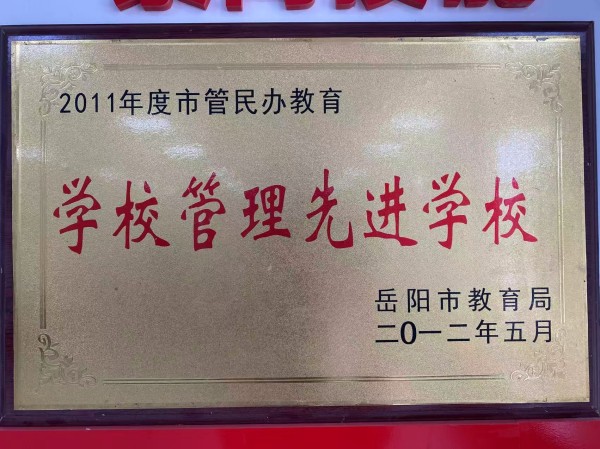 2011年度市管民办教育
学校管理先进学校
岳阳市教育局
二0一二年五月